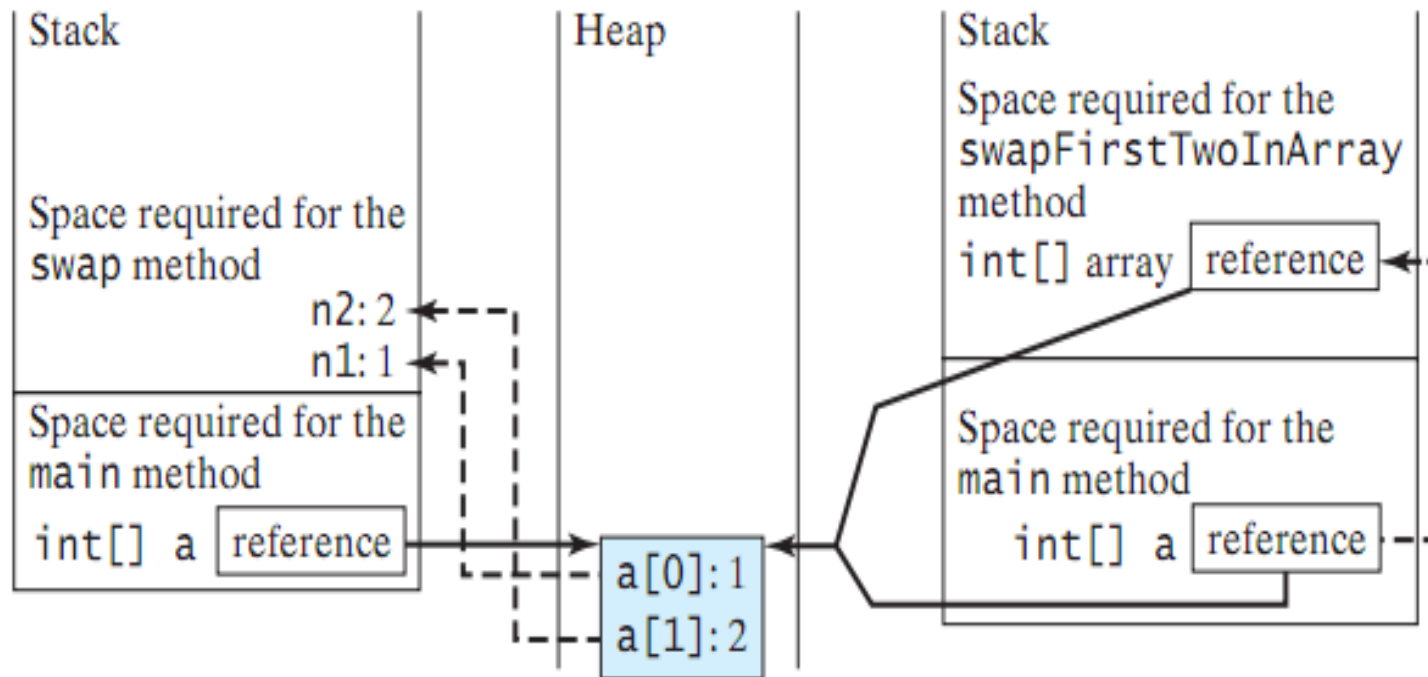 Stack
Space required for the
swap method
n2: 2
n1: 1
Space required for the
main method
int[] a reference
Heap
a[0]: 1
a[1]: 2
Stack
Space required for the
swapFirstTwoInArray
method
int[] array reference
Space required for the
main method
int[] a reference